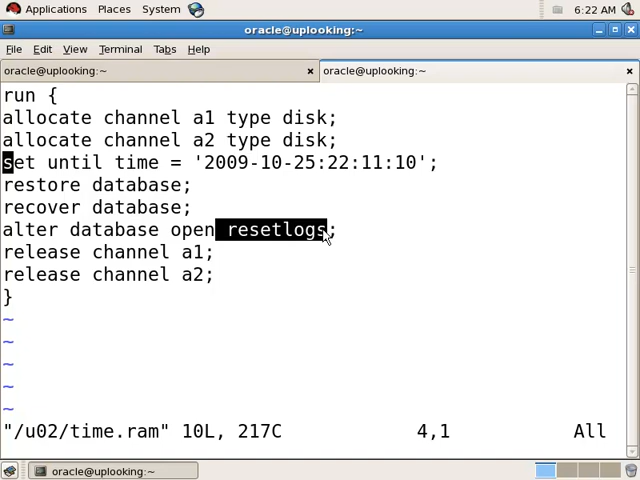 Applications Places System 6:22 AM
oracle@uplooking:~
File Edit View Terminal Tabs Help
oracle@uplooking:~ oracle@uplooking:~
run {
allocate channel a1 type disk;
allocate channel a2 type disk;
set until time = '2009-10-25:22:11:10';
restore database;
recover database;
alter database open resetlogs;
release channel a1;
release channel a2;
}
~
~
~
~
~
"/u02/time.ram" 10L, 217C 4,1 All
oracle@uplooking:~